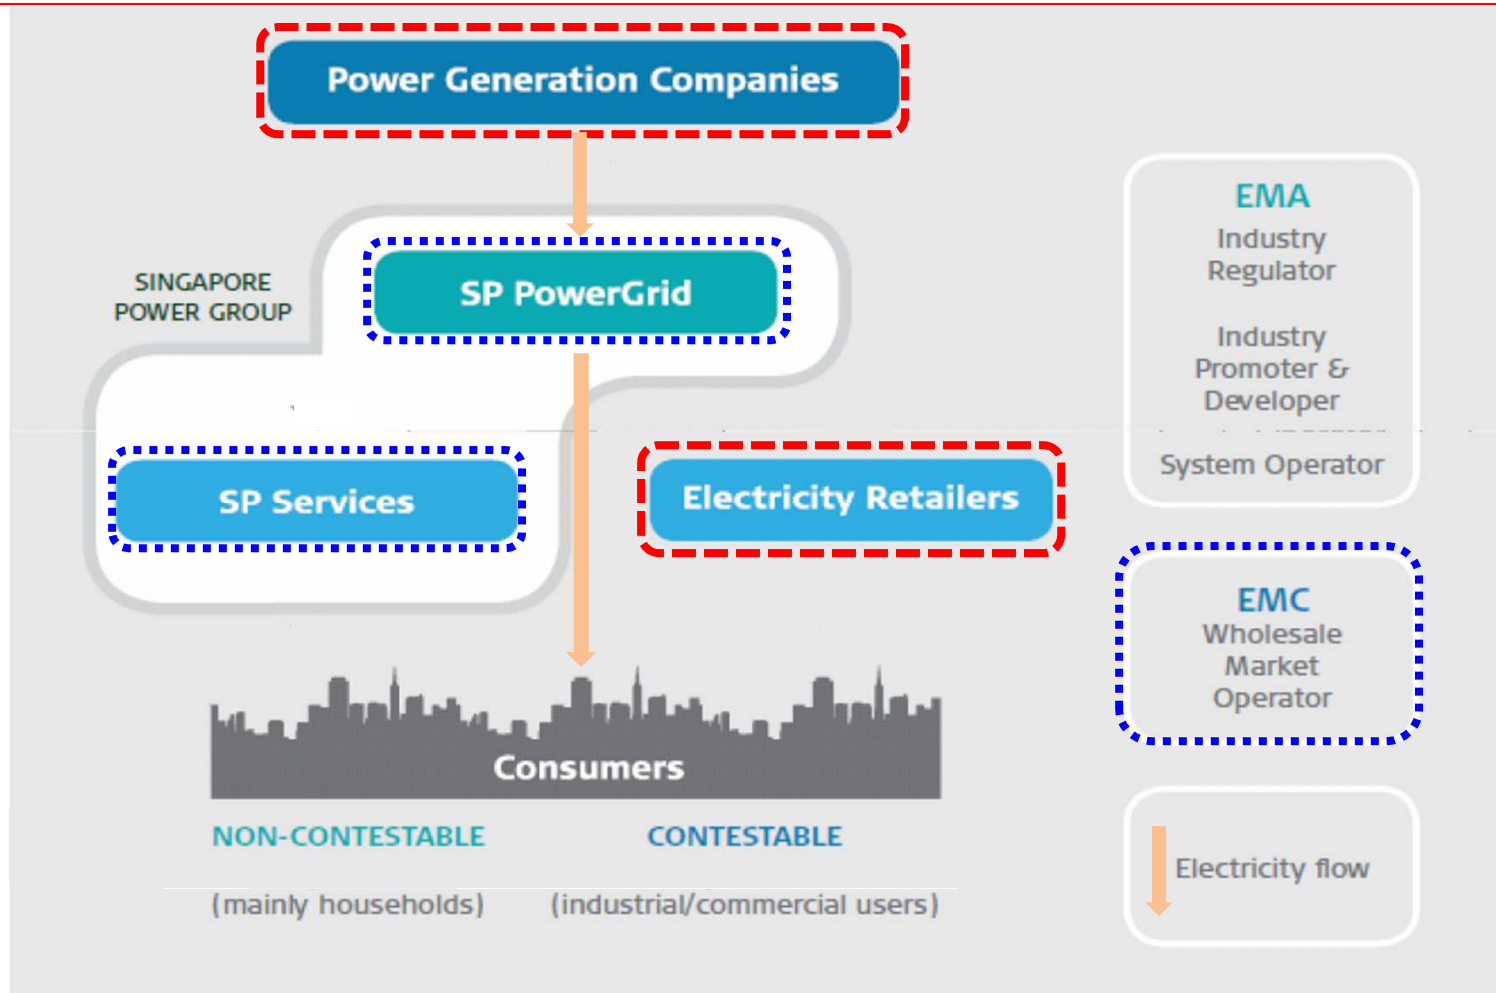 Power Generation Companies
SINGAPORE
POWER GROUP
SP PowerGrid
SP Services
Electricity Retailers
Consumers
NON-CONTESTABLE
CONTESTABLE
(mainly households)
(industrial/commercial users)
EMA
Industry
Regulator
Industry
Promoter &
Developer
System Operator
EMC
Wholesale
Market
Operator
Electricity flow